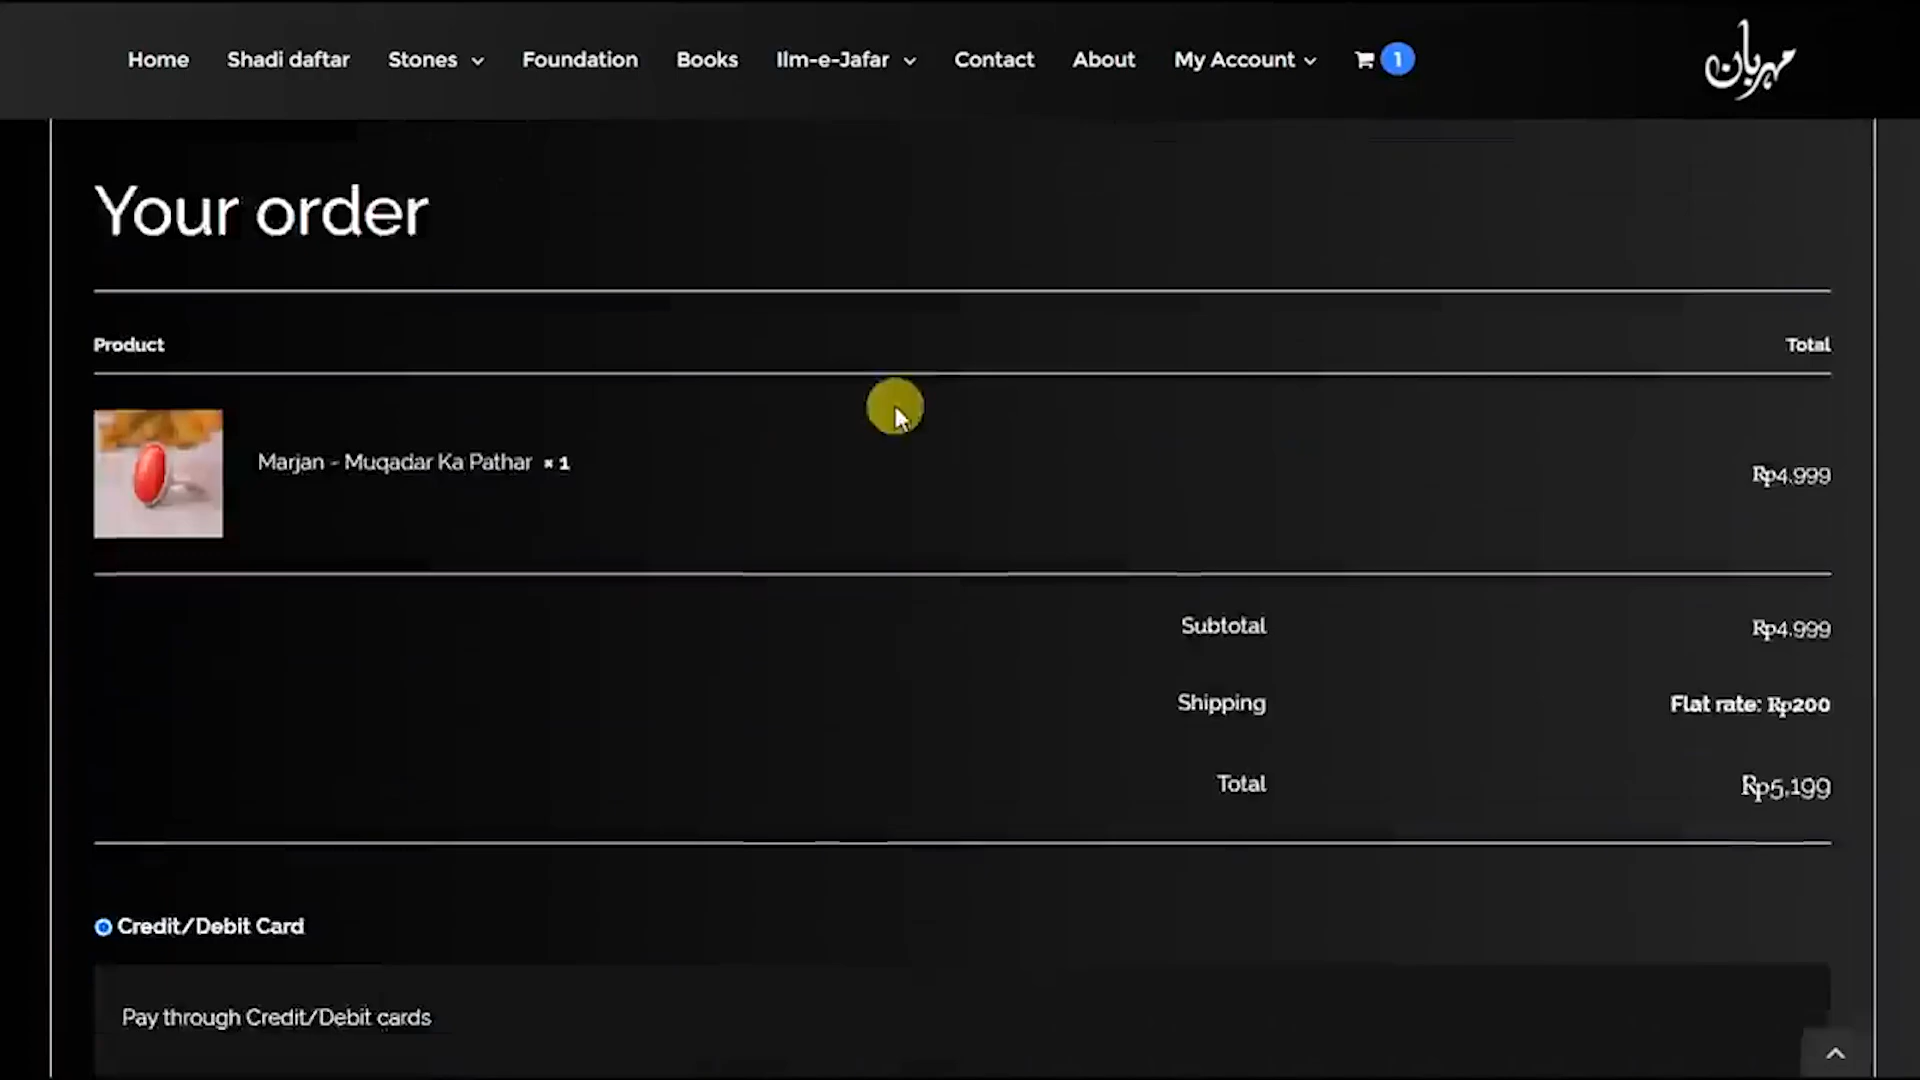 Home Shadi daftar Stones Foundation Books Ilm-e-Jafar Contact About My Account 1 مہربان
Your order
Product Total
Marjan - Muqadar Ka Pathar × 1 Rp4,999
Subtotal Rp4,999
Shipping Flat rate: Rp200
Total Rp5,199
Credit/Debit Card
Pay through Credit/Debit cards